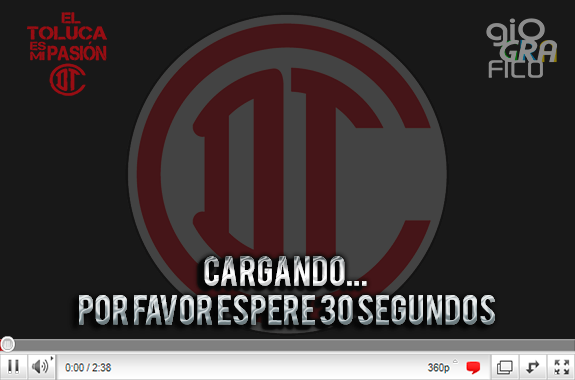 EL
TOLUCA
ES
MI PASIÓN
giO
GRA
FiCO
CARGANDO...
POR FAVOR ESPERE 30 SEGUNDOS
0:00 / 2:38
360p